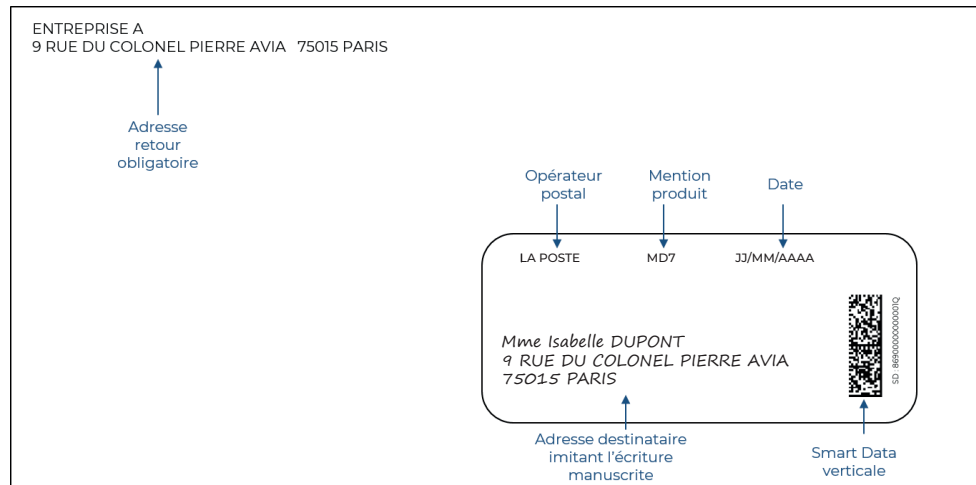 ENTREPRISE A
9 RUE DU COLONEL PIERRE AVIA 75015 PARIS
Adresse
retour
obligatoire
Opérateur
postal
Mention
produit
Date
LA POSTE MD7 JJ/MM/AAAA
Mme Isabelle DUPONT
9 RUE DU COLONEL PIERRE AVIA
75015 PARIS
Adresse destinataire
imitant l'écriture
manuscrite
Smart Data
verticale